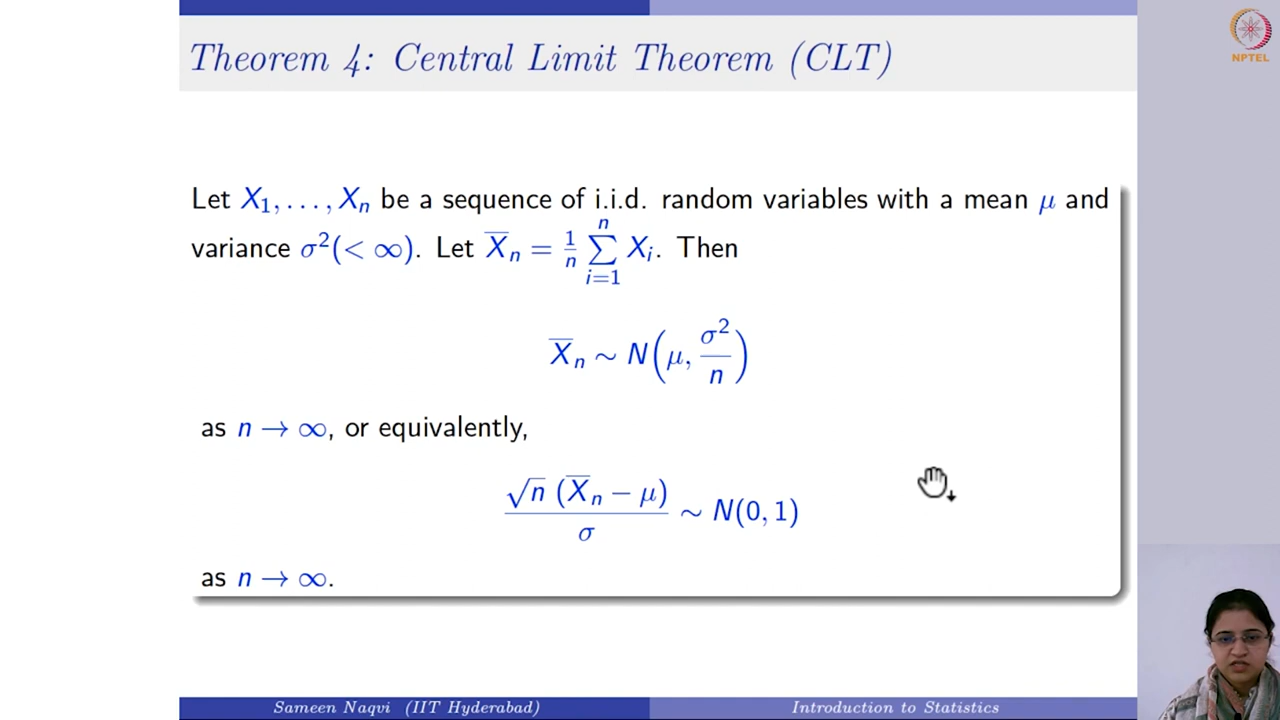 Theorem 4: Central Limit Theorem (CLT)
NPTEL
Let X₁, . . . , Xₙ be a sequence of i.i.d. random variables with a mean μ and
variance σ²(< ∞). Let X̅ₙ = 1/n ∑ᵢ₌₁ⁿ Xᵢ. Then
X̅ₙ ∼ N(μ, σ²/n)
as n → ∞, or equivalently,
√n (X̅ₙ − μ)/σ ∼ N(0, 1)
as n → ∞.
Sameen Naqvi (IIT Hyderabad)
Introduction to Statistics